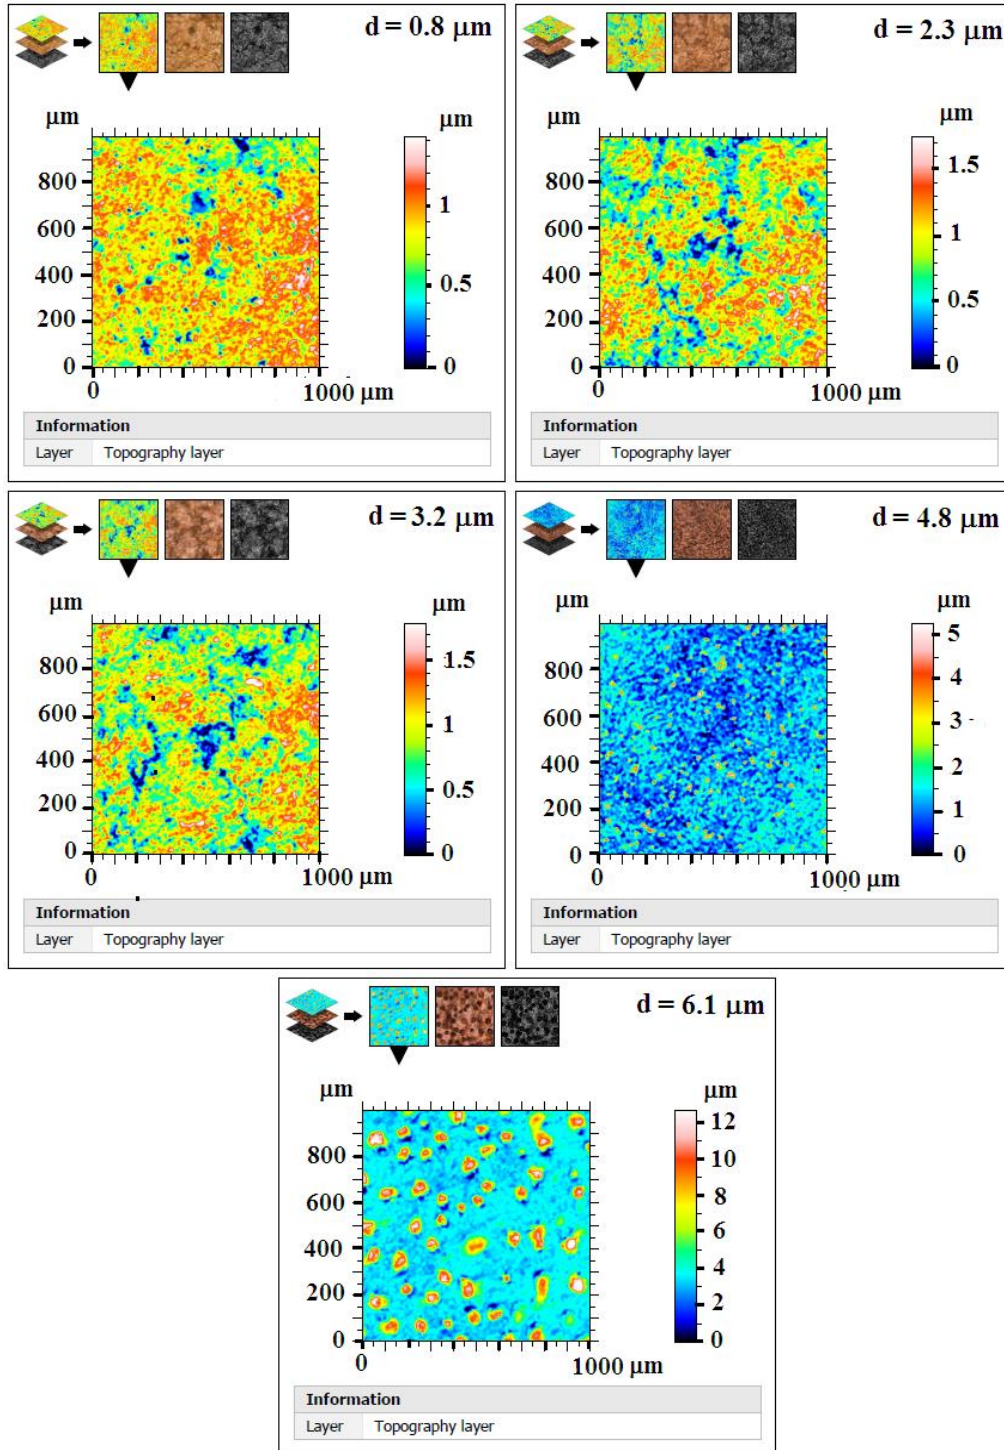 d = 0.8 µm
µm
µm
800
600
400
200
0
0
1000 µm
1
0.5
0
Information
Layer Topography layer
d = 2.3 µm
µm
µm
800
600
400
200
0
0
1000 µm
1.5
1
0.5
0
Information
Layer Topography layer
d = 3.2 µm
µm
µm
800
600
400
200
0
0
1000 µm
1.5
1
0.5
0
Information
Layer Topography layer
d = 4.8 µm
µm
µm
800
600
400
200
0
0
1000 µm
5
4
3
2
1
0
Information
Layer Topography layer
d = 6.1 µm
µm
µm
800
600
400
200
0
0
1000 µm
12
10
8
6
4
2
0
Information
Layer Topography layer